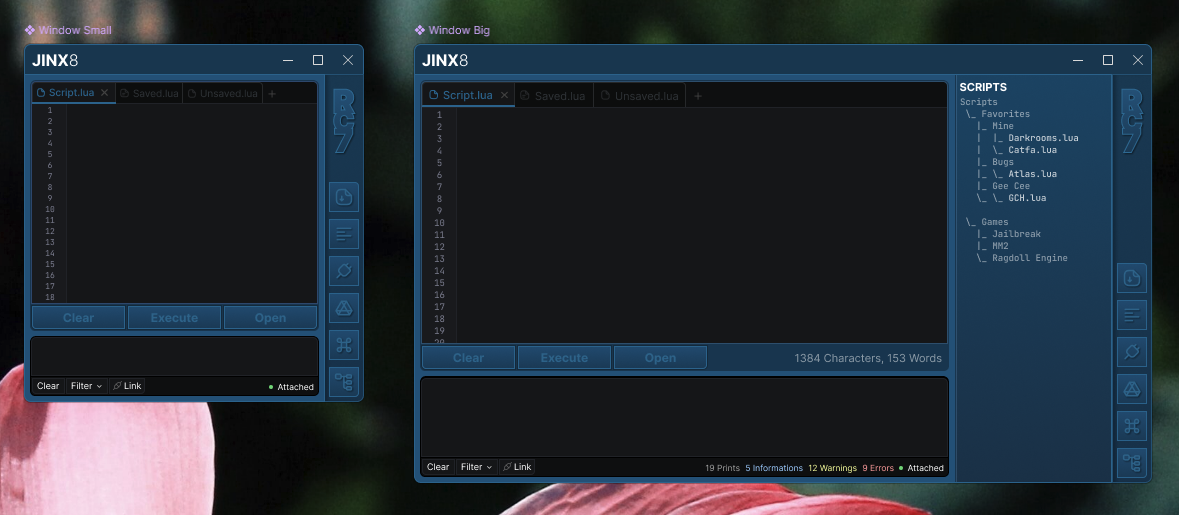 Window Small
JINX8
Script.lua
Saved.lua
Unsaved.lua
+
1
2
3
4
5
6
7
8
9
10
11
12
13
14
15
16
17
18
RC7
Clear
Execute
Open
Clear
Filter
Link
Attached
Window Big
JINX8
Script.lua
Saved.lua
Unsaved.lua
+
1
2
3
4
5
6
7
8
9
10
11
12
13
14
15
16
17
18
19
20
Clear
Execute
Open
1384 Characters, 153 Words
Clear
Filter
Link
19 Prints
5 Informations
12 Warnings
9 Errors
Attached
SCRIPTS
Scripts
\_ Favorites
|_ Mine
| |_ Darkrooms.lua
| \_ Catfa.lua
|_ Bugs
|_ \_ Atlas.lua
|_ Gee Cee
\_ \_ GCH.lua
\_ Games
|_ Jailbreak
|_ MM2
\_ Ragdoll Engine
RC7